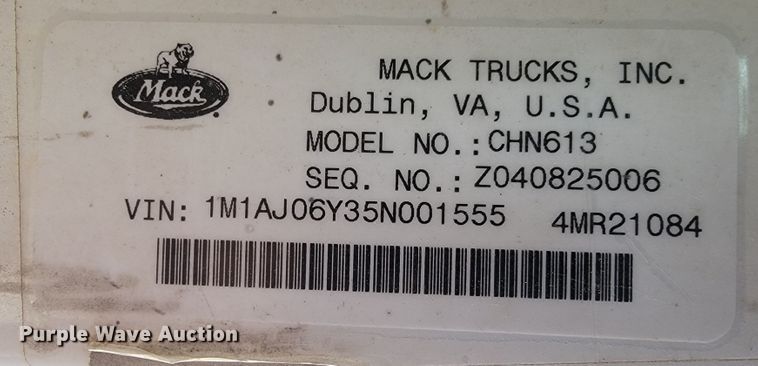 Mack
MACK TRUCKS, INC.
Dublin, VA, U.S.A.
MODEL NO.: CHN613
SEQ. NO.: Z040825006
VIN: 1M1AJ06Y35N001555 4MR21084
Purple Wave Auction